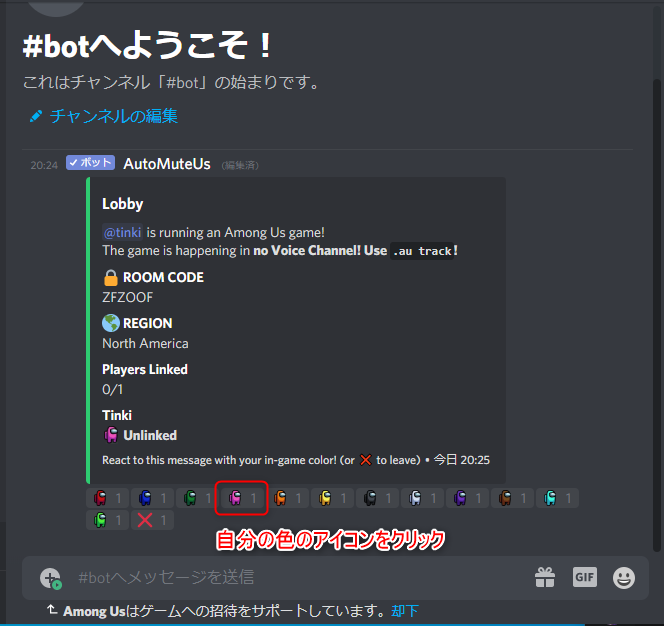 #botへようこそ！
これはチャンネル「#bot」の始まりです。
チャンネルの編集
20:24 ✓ボット AutoMuteUs (編集済)
Lobby
@tinki is running an Among Us game!
The game is happening in no Voice Channel! Use .au track!
ROOM CODE
ZFZOOF
REGION
North America
Players Linked
0/1
Tinki
Unlinked
React to this message with your in-game color! (or ❌ to leave) • 今日 20:25
1 1 1 1 1 1 1 1 1 1 1
1 1
自分の色のアイコンをクリック
#botへメッセージを送信
GIF
Among Usはゲームへの招待をサポートしています。却下